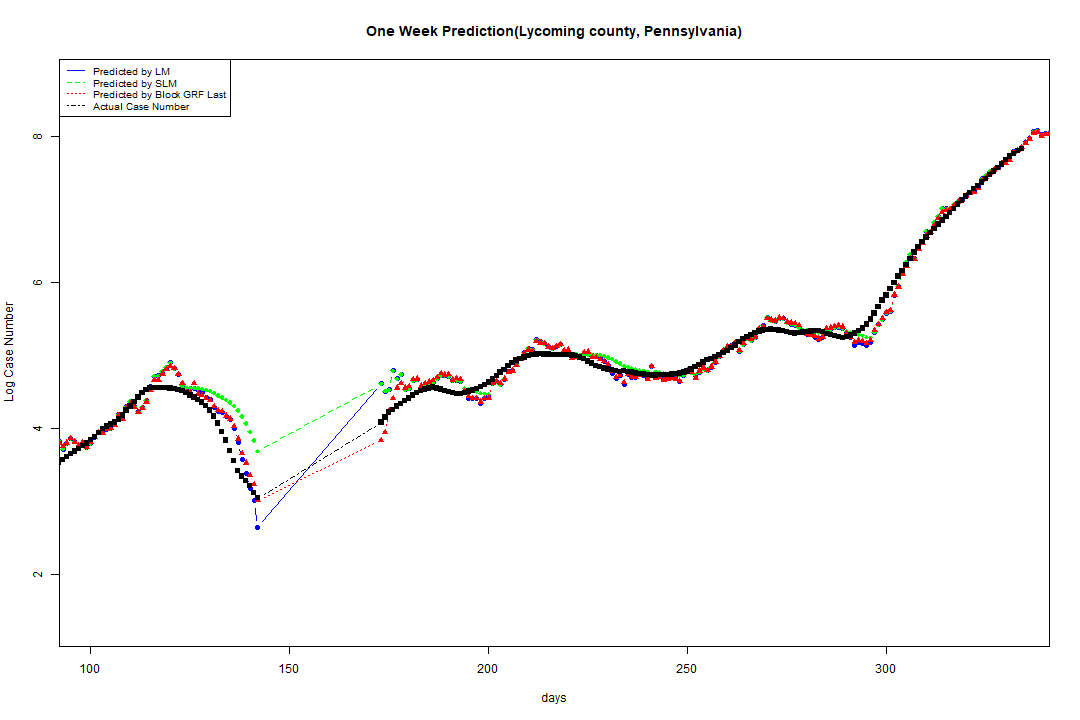 One Week Prediction(Lycoming county, Pennsylvania)
Predicted by LM
Predicted by SLM
Predicted by Block GRF Last
Actual Case Number
8
6
4
2
Log Case Number
100 150 200 250 300
days